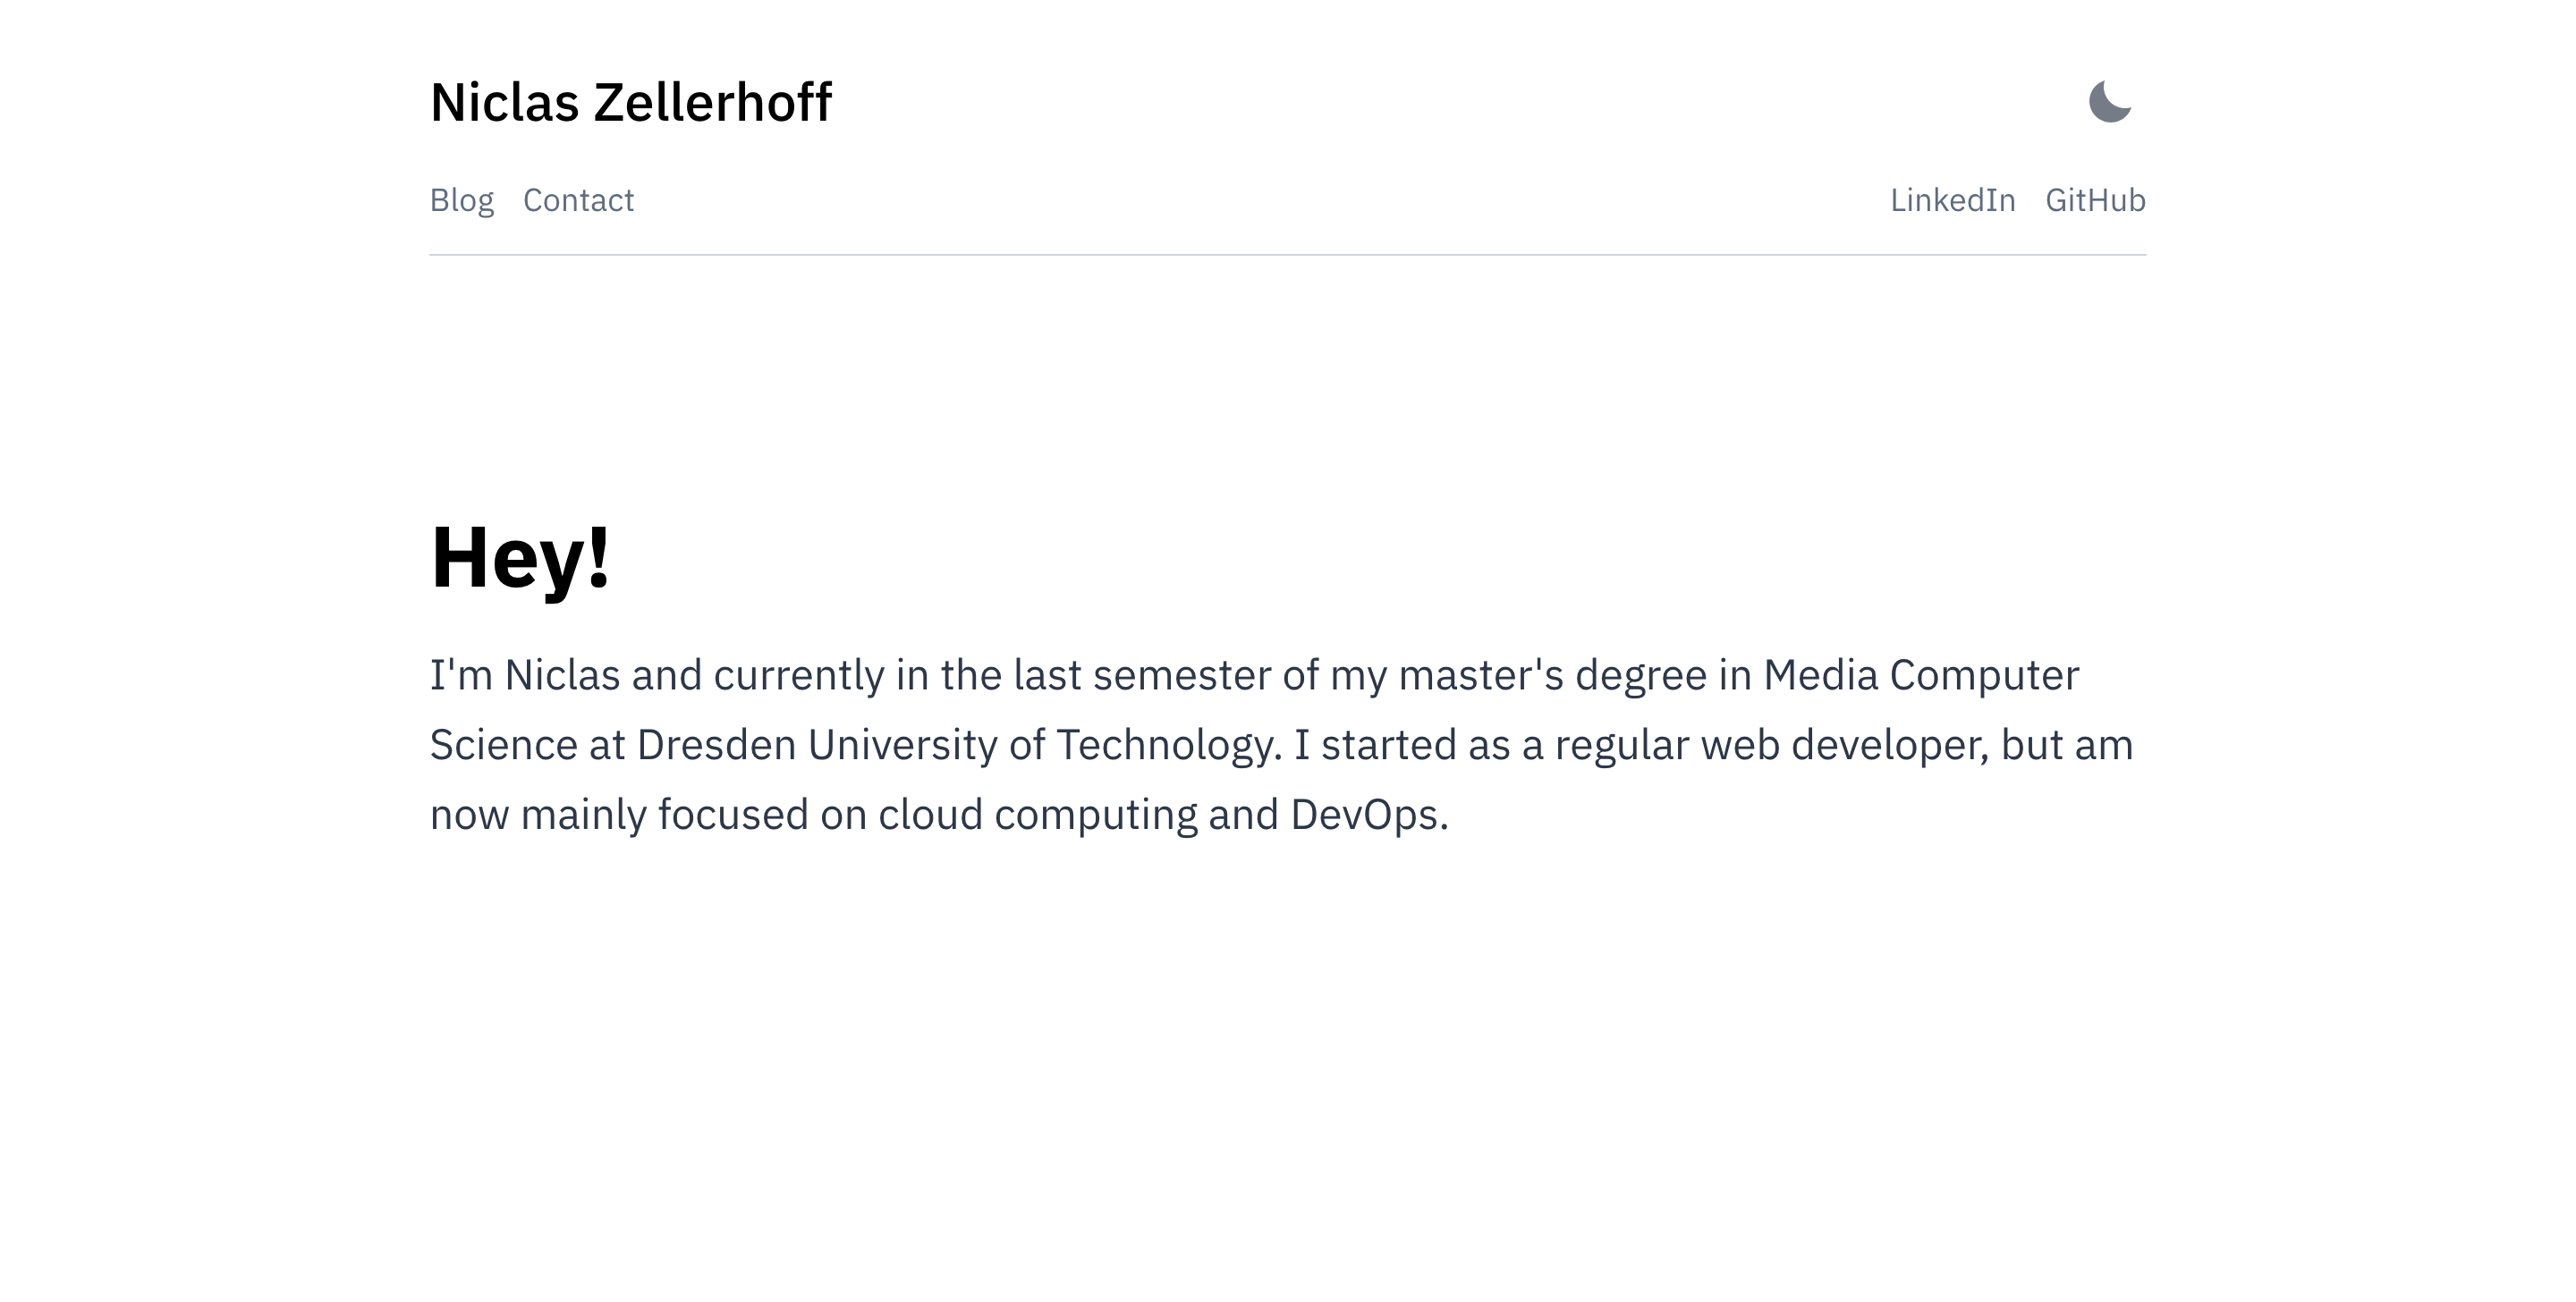 Niclas Zellerhoff
Blog Contact LinkedIn GitHub
Hey!
I'm Niclas and currently in the last semester of my master's degree in Media Computer
Science at Dresden University of Technology. I started as a regular web developer, but am
now mainly focused on cloud computing and DevOps.